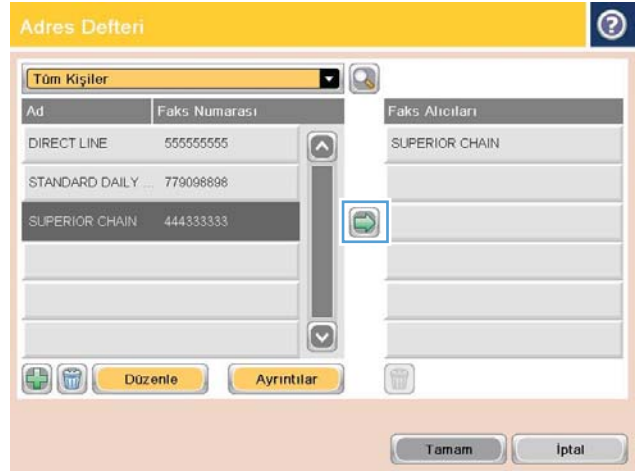 Adres Defteri
Tüm Kişiler
Ad Faks Numarası Faks Alıcıları
DIRECT LINE 555555555 SUPERIOR CHAIN
STANDARD DAILY ... 779098898
SUPERIOR CHAIN 444333333
Düzenle Ayrıntılar
Tamam İptal